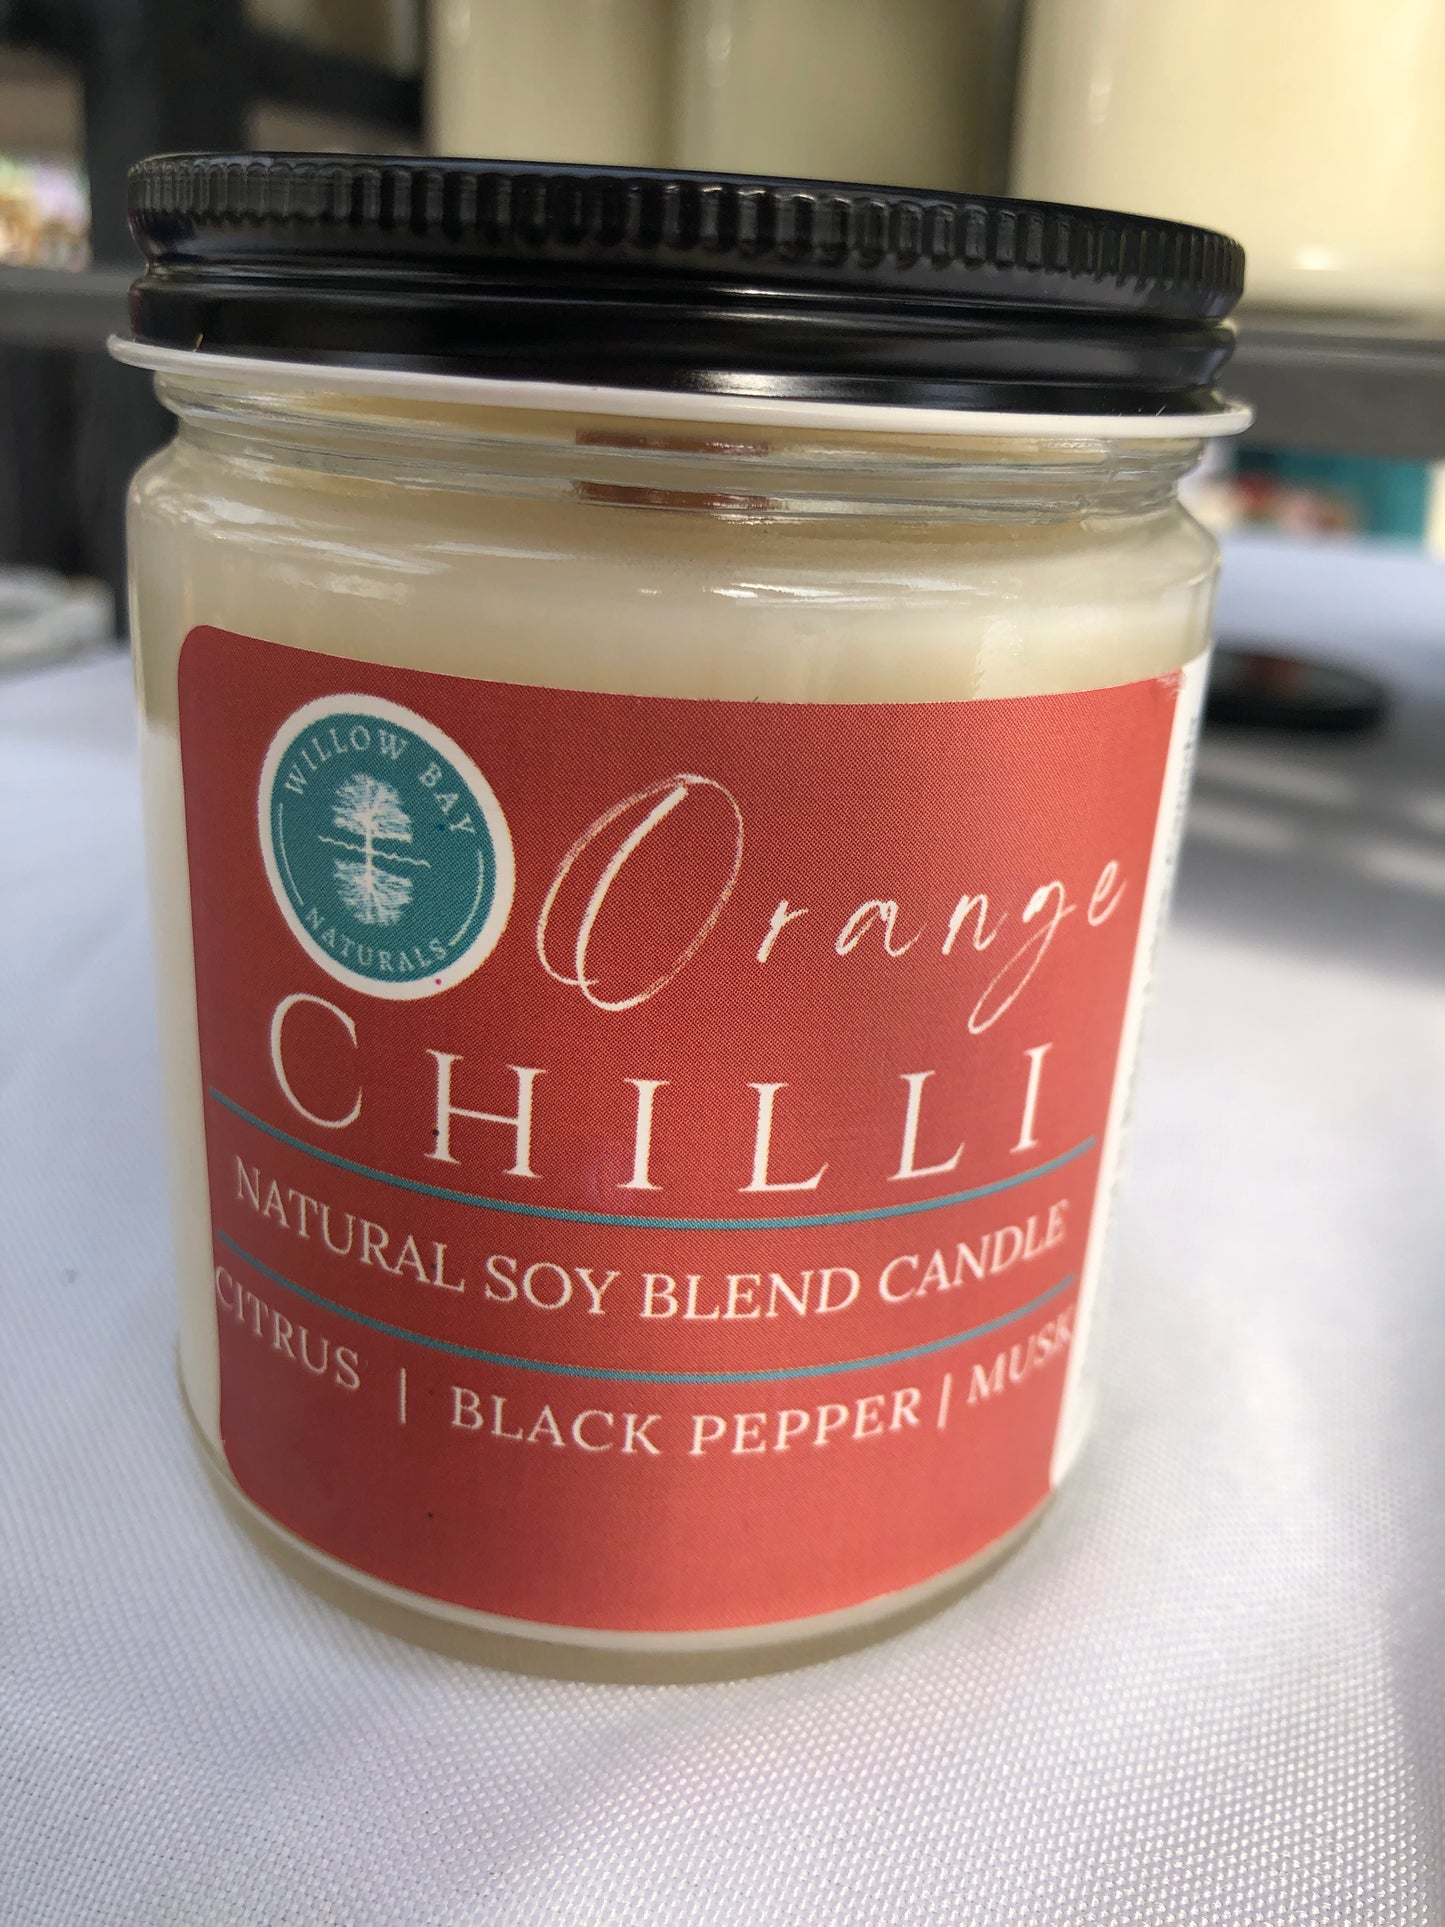 WILLOW BAY
NATURALS
Orange
CHILLI
NATURAL SOY BLEND CANDLE
CITRUS | BLACK PEPPER | MUSK